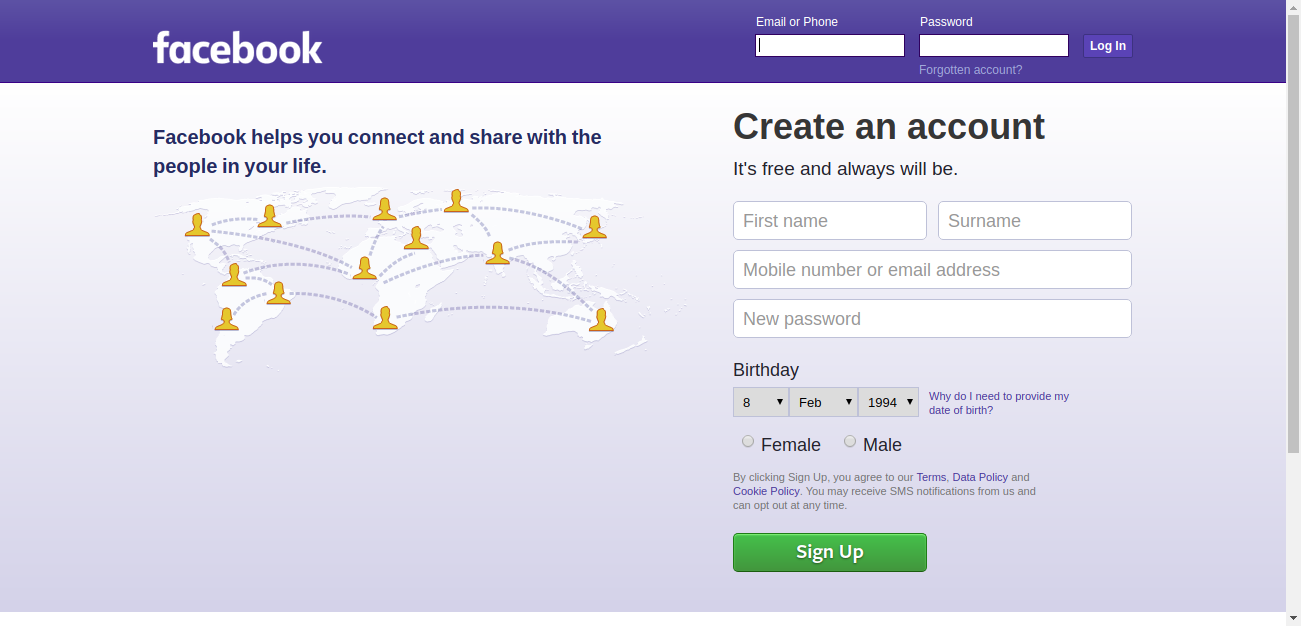 facebook
Email or Phone
Password
Log In
Forgotten account?
Facebook helps you connect and share with the
people in your life.
Create an account
It's free and always will be.
First name
Surname
Mobile number or email address
New password
Birthday
8
Feb
1994
Why do I need to provide my
date of birth?
Female
Male
By clicking Sign Up, you agree to our Terms, Data Policy and
Cookie Policy. You may receive SMS notifications from us and
can opt out at any time.
Sign Up